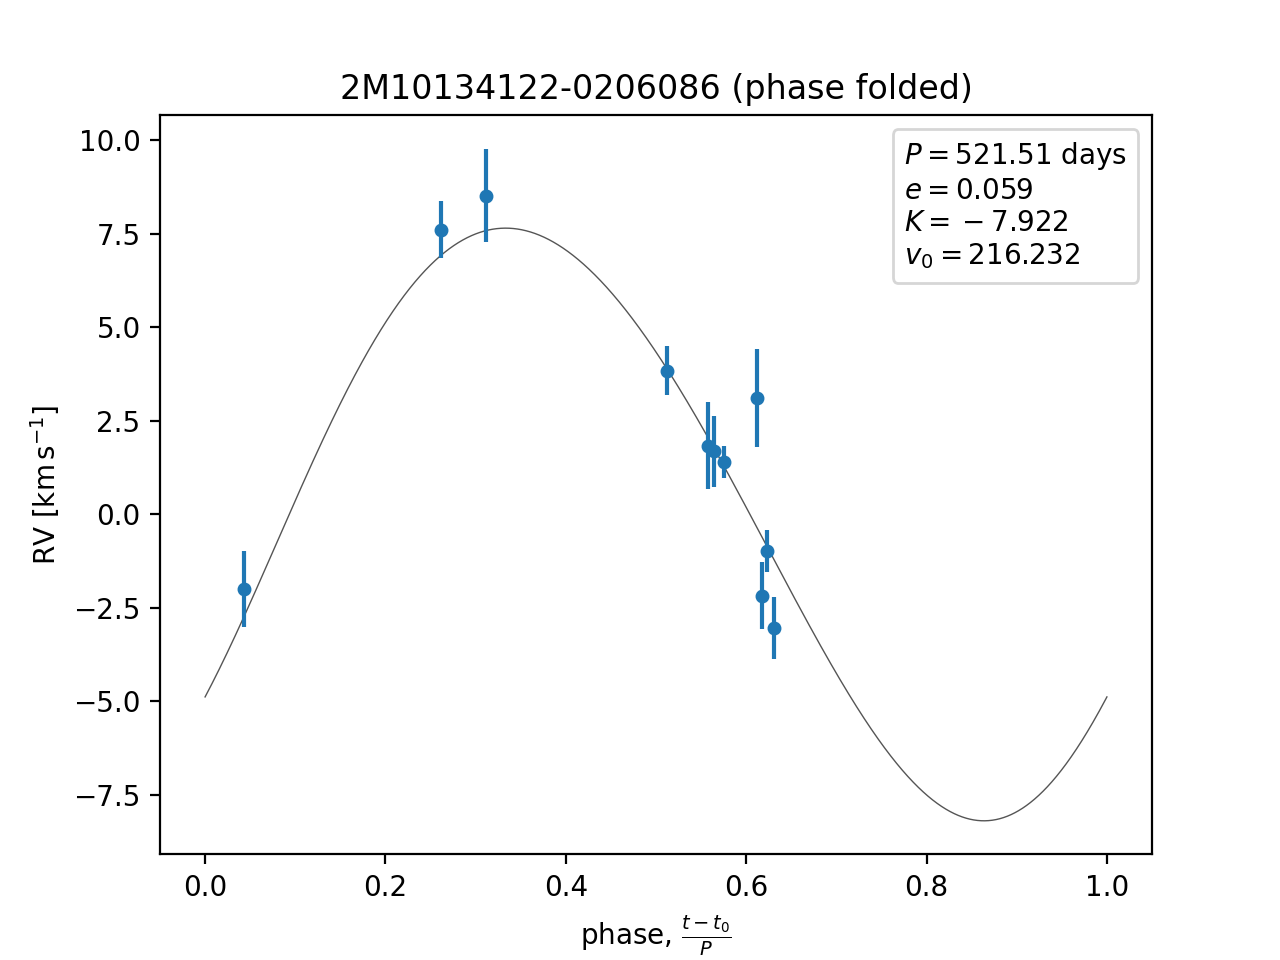 2M10134122-0206086 (phase folded)
P = 521.51 days
e = 0.059
K = −7.922
v₀ = 216.232
RV [km s⁻¹]
10.0
7.5
5.0
2.5
0.0
−2.5
−5.0
−7.5
0.0 0.2 0.4 0.6 0.8 1.0
phase, (t − t₀)/P